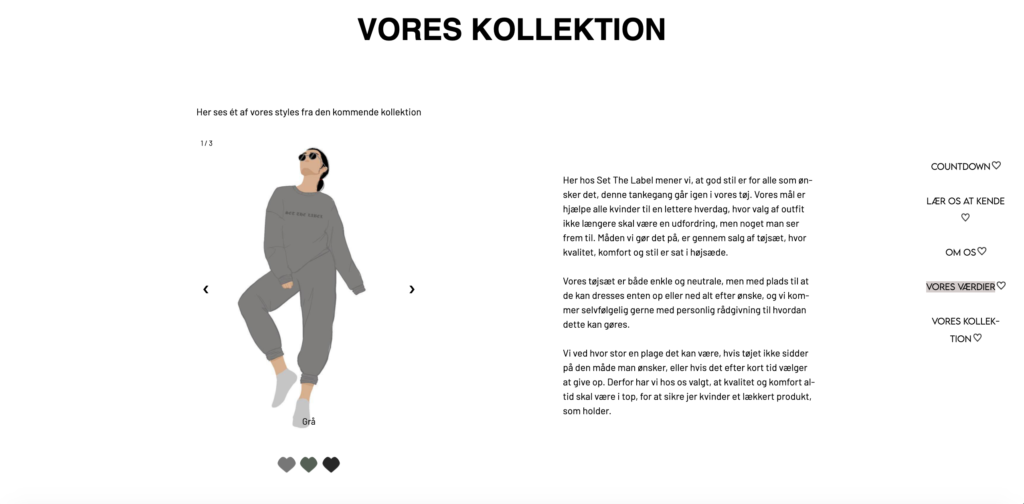 VORES KOLLEKTION
Her ses ét af vores styles fra den kommende kollektion
1 / 3
Grå
Her hos Set The Label mener vi, at god stil er for alle som øn-
sker det, denne tankegang går igen i vores tøj. Vores mål er
hjælpe alle kvinder til en lettere hverdag, hvor valg af outfit
ikke længere skal være en udfordring, men noget man ser
frem til. Måden vi gør det på, er gennem salg af tøjsæt, hvor
kvalitet, komfort og stil er sat i højsæde.
Vores tøjsæt er både enkle og neutrale, men med plads til at
de kan dresses enten op eller ned alt efter ønske, og vi kom-
mer selvfølgelig gerne med personlig rådgivning til hvordan
dette kan gøres.
Vi ved hvor stor en plage det kan være, hvis tøjet ikke sidder
på den måde man ønsker, eller hvis det efter kort tid vælger
at give op. Derfor har vi hos os valgt, at kvalitet og komfort al-
tid skal være i top, for at sikre jer kvinder et lækkert produkt,
som holder.
COUNTDOWN♡
LÆR OS AT KENDE
♡
OM OS♡
VORES VÆRDIER♡
VORES KOLLEK-
TION♡